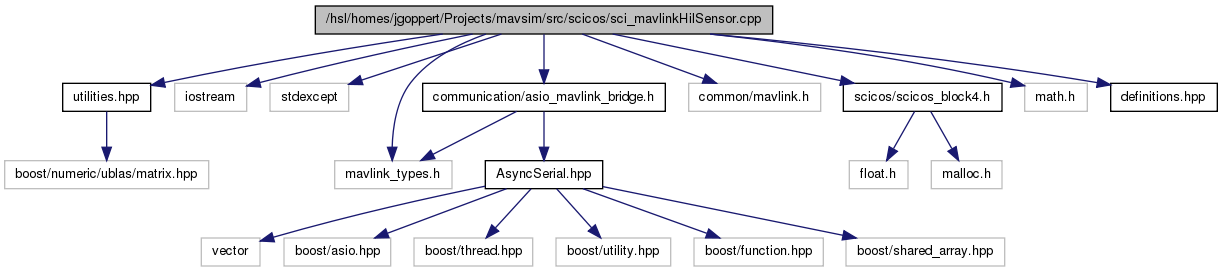 /hsl/homes/jgoppert/Projects/mavsim/src/scicos/sci_mavlinkHilSensor.cpp
utilities.hpp
iostream
stdexcept
communication/asio_mavlink_bridge.h
common/mavlink.h
scicos/scicos_block4.h
math.h
definitions.hpp
boost/numeric/ublas/matrix.hpp
mavlink_types.h
AsyncSerial.hpp
float.h
malloc.h
vector
boost/asio.hpp
boost/thread.hpp
boost/utility.hpp
boost/function.hpp
boost/shared_array.hpp